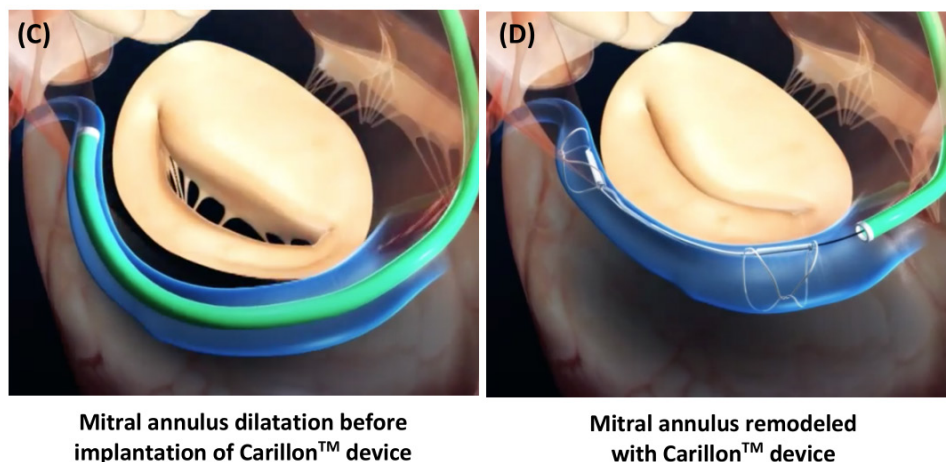 (C)
(D)
Mitral annulus dilatation before
implantation of Carillon™ device
Mitral annulus remodeled
with Carillon™ device